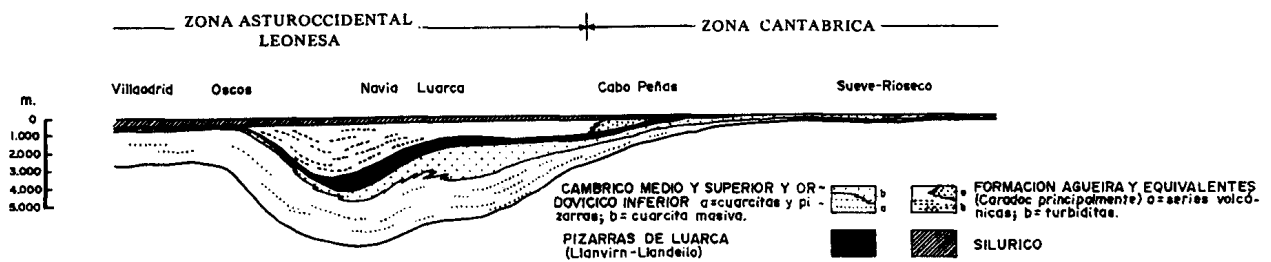 ZONA ASTUROCCIDENTAL
LEONESA
ZONA CANTABRICA
Villaodrid Oscos Navia Luarca Cabo Peñas Sueve-Rioseco
m.
0
1.000
2.000
3.000
4.000
5.000
CAMBRICO MEDIO Y SUPERIOR Y OR-
DOVICICO INFERIOR a=cuarcitas y pi-
zarras; b= cuarcita masiva.
b
a
PIZARRAS DE LUARCA
(Llanvirn-Llandeilo)
a
b
FORMACION AGUEIRA Y EQUIVALENTES
(Caradoc principalmente) a=series volcá-
nicas; b= turbiditas.
SILURICO